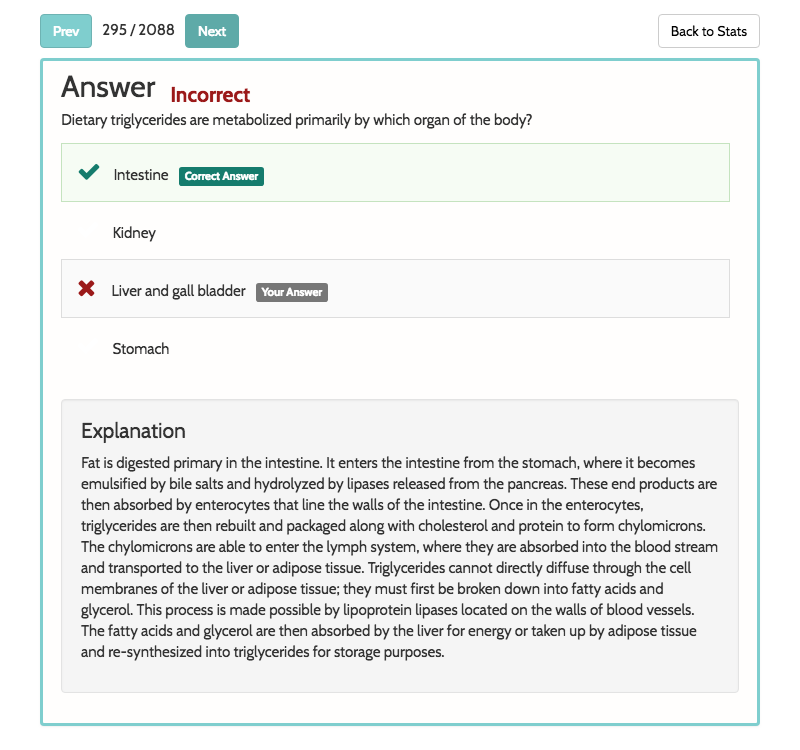 Prev 295 / 2088 Next Back to Stats
Answer Incorrect
Dietary triglycerides are metabolized primarily by which organ of the body?
Intestine Correct Answer
Kidney
Liver and gall bladder Your Answer
Stomach
Explanation
Fat is digested primary in the intestine. It enters the intestine from the stomach, where it becomes
emulsified by bile salts and hydrolyzed by lipases released from the pancreas. These end products are
then absorbed by enterocytes that line the walls of the intestine. Once in the enterocytes,
triglycerides are then rebuilt and packaged along with cholesterol and protein to form chylomicrons.
The chylomicrons are able to enter the lymph system, where they are absorbed into the blood stream
and transported to the liver or adipose tissue. Triglycerides cannot directly diffuse through the cell
membranes of the liver or adipose tissue; they must first be broken down into fatty acids and
glycerol. This process is made possible by lipoprotein lipases located on the walls of blood vessels.
The fatty acids and glycerol are then absorbed by the liver for energy or taken up by adipose tissue
and re-synthesized into triglycerides for storage purposes.